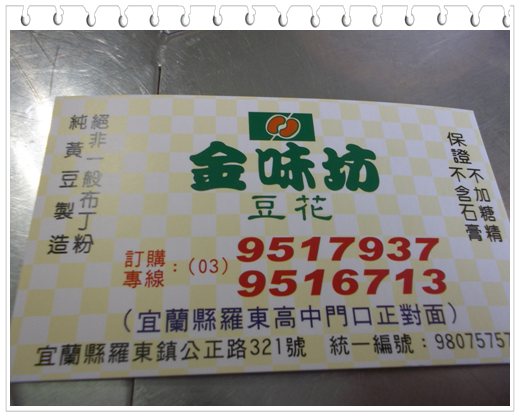 絕非一般布丁粉
純黃豆製造
金味坊
豆花
保證不加糖精
不含石膏
訂購專線：(03) 9517937
9516713
（宜蘭縣羅東高中門口正對面）
宜蘭縣羅東鎮公正路321號 統一編號：98075757